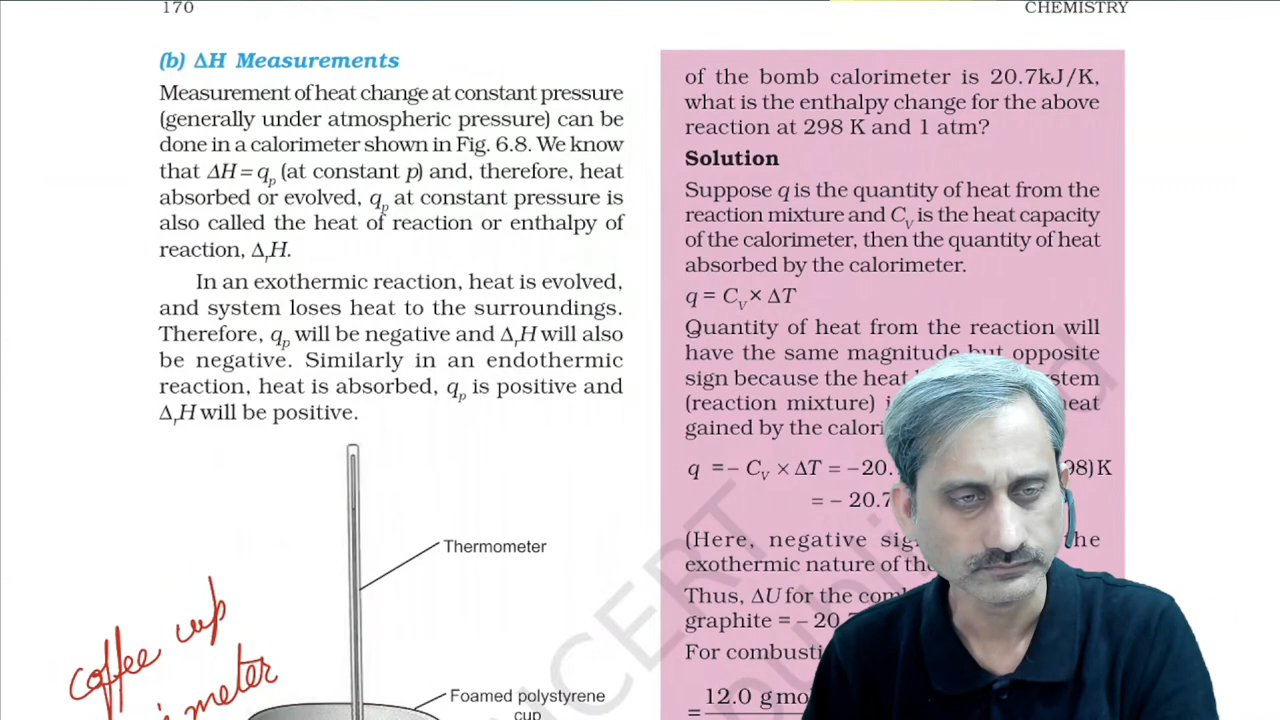 170
CHEMISTRY
(b) ΔH Measurements
Measurement of heat change at constant pressure
(generally under atmospheric pressure) can be
done in a calorimeter shown in Fig. 6.8. We know
that ΔH = qp (at constant p) and, therefore, heat
absorbed or evolved, qp at constant pressure is
also called the heat of reaction or enthalpy of
reaction, ΔrH.
In an exothermic reaction, heat is evolved,
and system loses heat to the surroundings.
Therefore, qp will be negative and ΔrH will also
be negative. Similarly in an endothermic
reaction, heat is absorbed, qp is positive and
ΔrH will be positive.
Thermometer
coffee cup
meter
Foamed polystyrene
cup
of the bomb calorimeter is 20.7kJ/K,
what is the enthalpy change for the above
reaction at 298 K and 1 atm?
Solution
Suppose q is the quantity of heat from the
reaction mixture and CV is the heat capacity
of the calorimeter, then the quantity of heat
absorbed by the calorimeter.
q = CV × ΔT
Quantity of heat from the reaction will
have the same magnitude but opposite
sign because the heat stem
(reaction mixture) i heat
gained by the calori
q = – CV × ΔT = –20. 98) K
= – 20.7
(Here, negative sig the
exothermic nature of the
Thus, ΔU for the com
graphite = – 20.
For combusti
12.0 g mo
=
NCERT